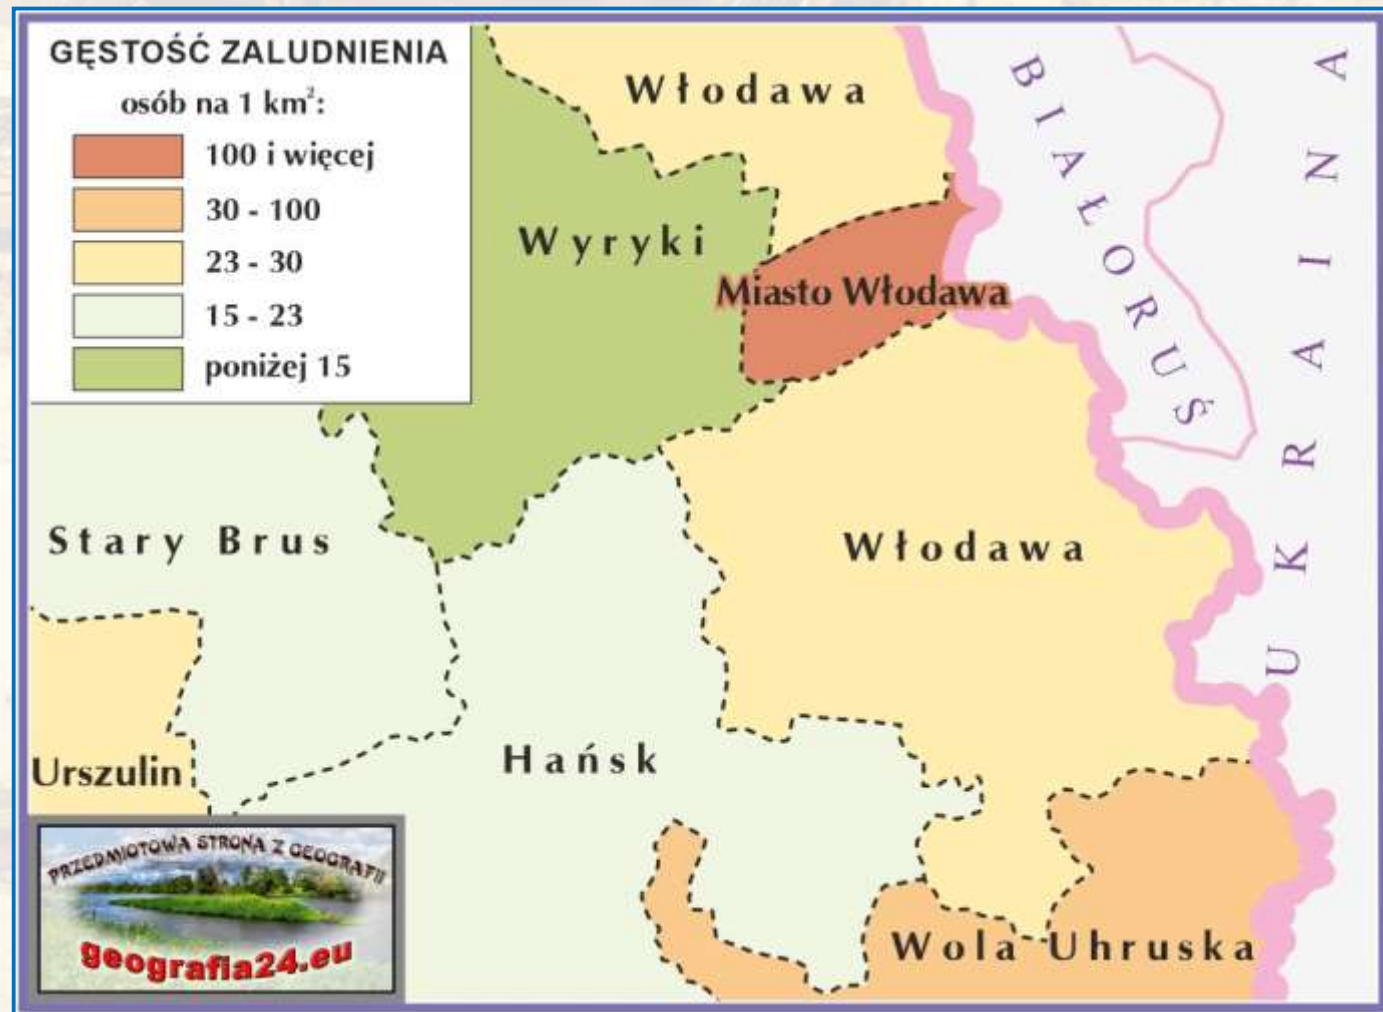 GĘSTOŚĆ ZALUDNIENIA
osób na 1 km²:
100 i więcej
30 - 100
23 - 30
15 - 23
poniżej 15
Włodawa
BIAŁORUŚ
UKRAINA
Wyryki
Miasto Włodawa
Stary Brus
Włodawa
Urszulin
Hańsk
Wola Uhruska
PRZEDMIOTOWA STRONA Z GEOGRAFII
geografia24.eu